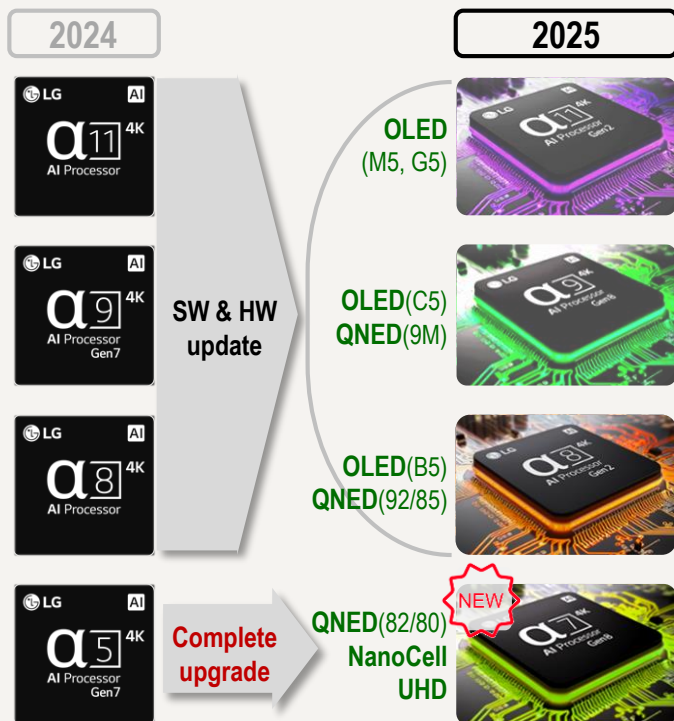 2024
2025
LG AI
α11 4K
AI Processor
OLED
(M5, G5)
LG
α11 4K
AI Processor
Gen2
LG AI
α9 4K
AI Processor
Gen7
SW & HW
update
OLED(C5)
QNED(9M)
LG
α9 4K
AI Processor
Gen8
LG AI
α8 4K
AI Processor
OLED(B5)
QNED(92/85)
LG
α8 4K
AI Processor
Gen2
LG AI
α5 4K
AI Processor
Gen7
Complete
upgrade
QNED(82/80)
NanoCell
UHD
NEW
α7 4K
AI Processor
Gen8